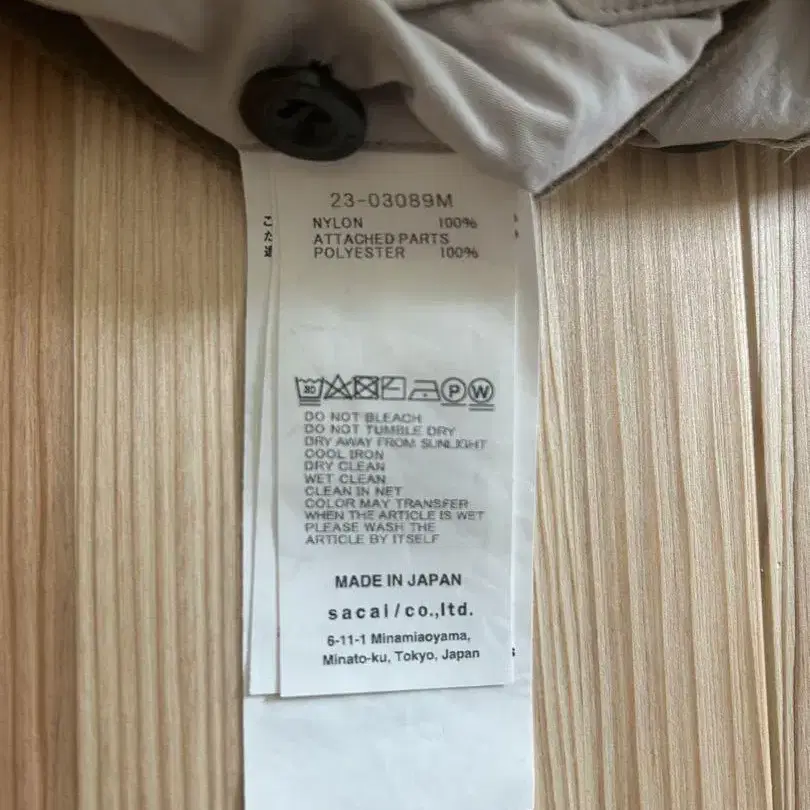 23-03089M
NYLON 100%
ATTACHED PARTS
POLYESTER 100%
30
P W
DO NOT BLEACH
DO NOT TUMBLE DRY
DRY AWAY FROM SUNLIGHT
COOL IRON
DRY CLEAN
WET CLEAN
CLEAN IN NET
COLOR MAY TRANSFER
WHEN THE ARTICLE IS WET
PLEASE WASH THE
ARTICLE BY ITSELF
MADE IN JAPAN
sacai/co.,ltd.
6-11-1 Minamiaoyama,
Minato-ku, Tokyo, Japan